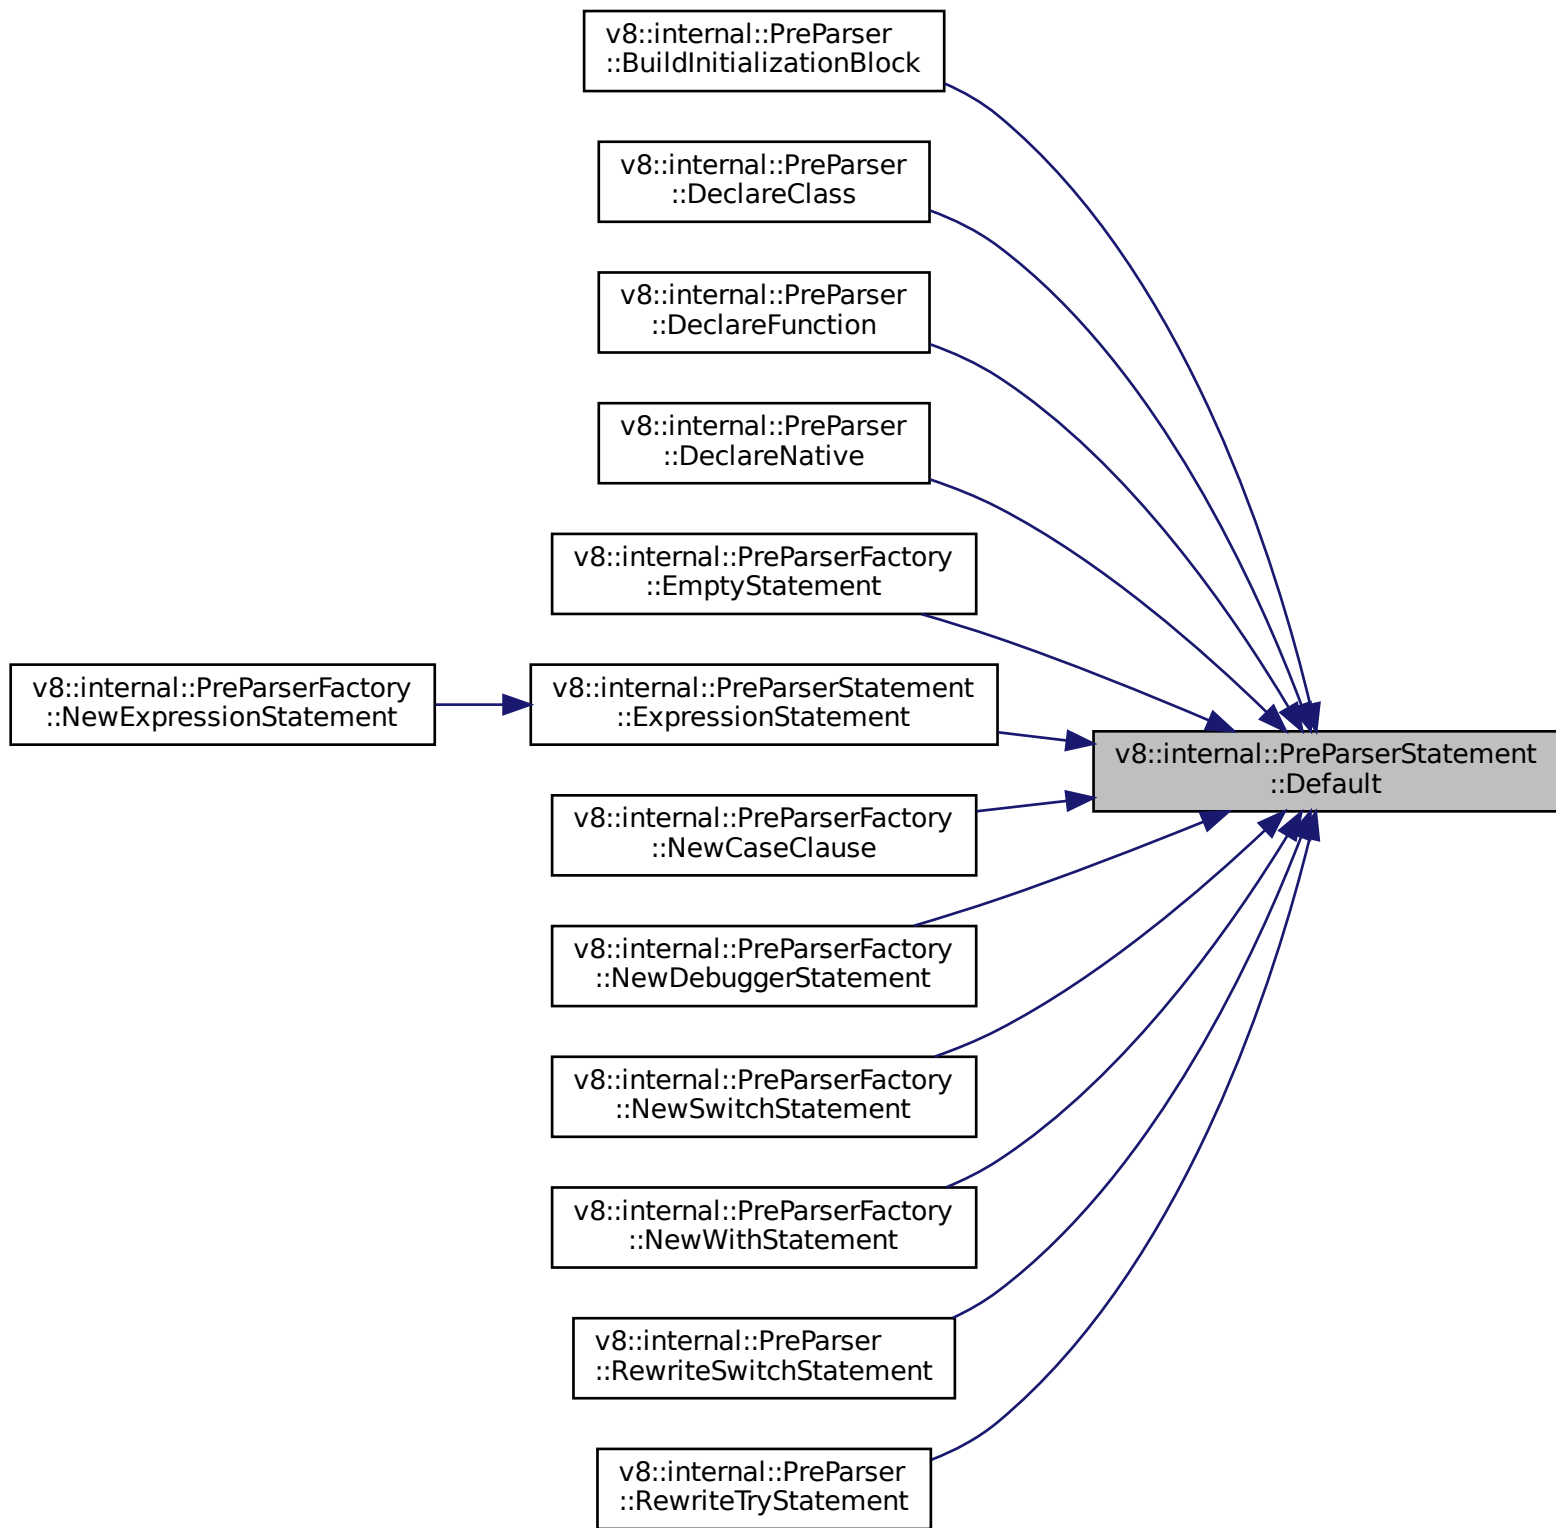 v8::internal::PreParser
::BuildInitializationBlock
v8::internal::PreParser
::DeclareClass
v8::internal::PreParser
::DeclareFunction
v8::internal::PreParser
::DeclareNative
v8::internal::PreParserFactory
::EmptyStatement
v8::internal::PreParserFactory
::NewExpressionStatement
v8::internal::PreParserStatement
::ExpressionStatement
v8::internal::PreParserStatement
::Default
v8::internal::PreParserFactory
::NewCaseClause
v8::internal::PreParserFactory
::NewDebuggerStatement
v8::internal::PreParserFactory
::NewSwitchStatement
v8::internal::PreParserFactory
::NewWithStatement
v8::internal::PreParser
::RewriteSwitchStatement
v8::internal::PreParser
::RewriteTryStatement